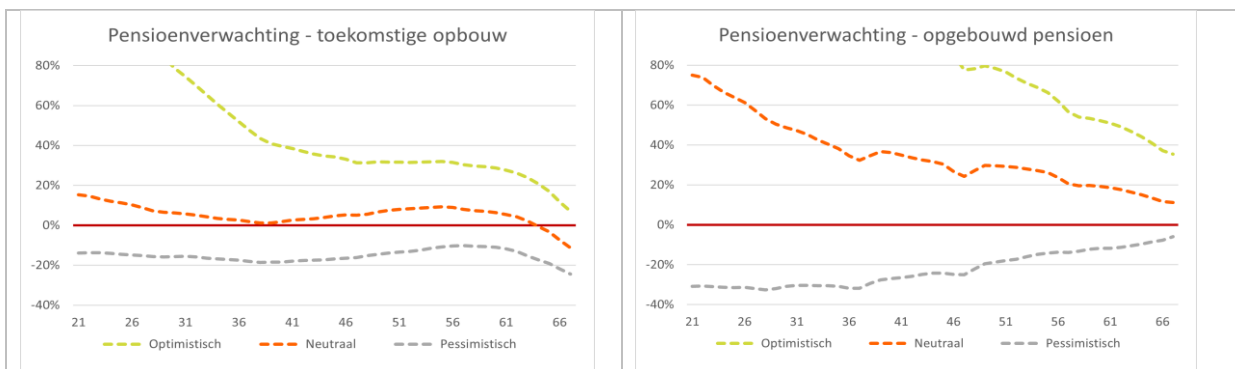 Pensioenverwachting - toekomstige opbouw
80%
60%
40%
20%
0%
-20%
-40%
21 26 31 36 41 46 51 56 61 66
Optimistisch Neutraal Pessimistisch
Pensioenverwachting - opgebouwd pensioen
80%
60%
40%
20%
0%
-20%
-40%
21 26 31 36 41 46 51 56 61 66
Optimistisch Neutraal Pessimistisch